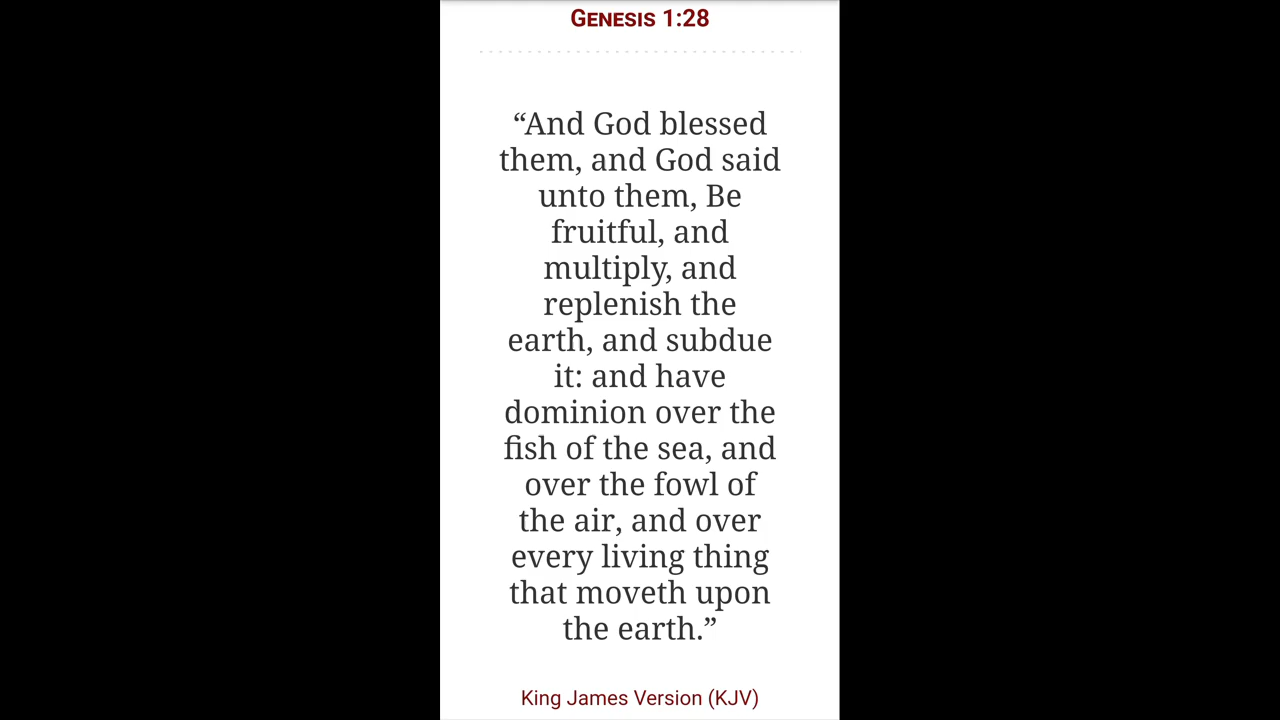 GENESIS 1:28
“And God blessed
them, and God said
unto them, Be
fruitful, and
multiply, and
replenish the
earth, and subdue
it: and have
dominion over the
fish of the sea, and
over the fowl of
the air, and over
every living thing
that moveth upon
the earth.”
King James Version (KJV)